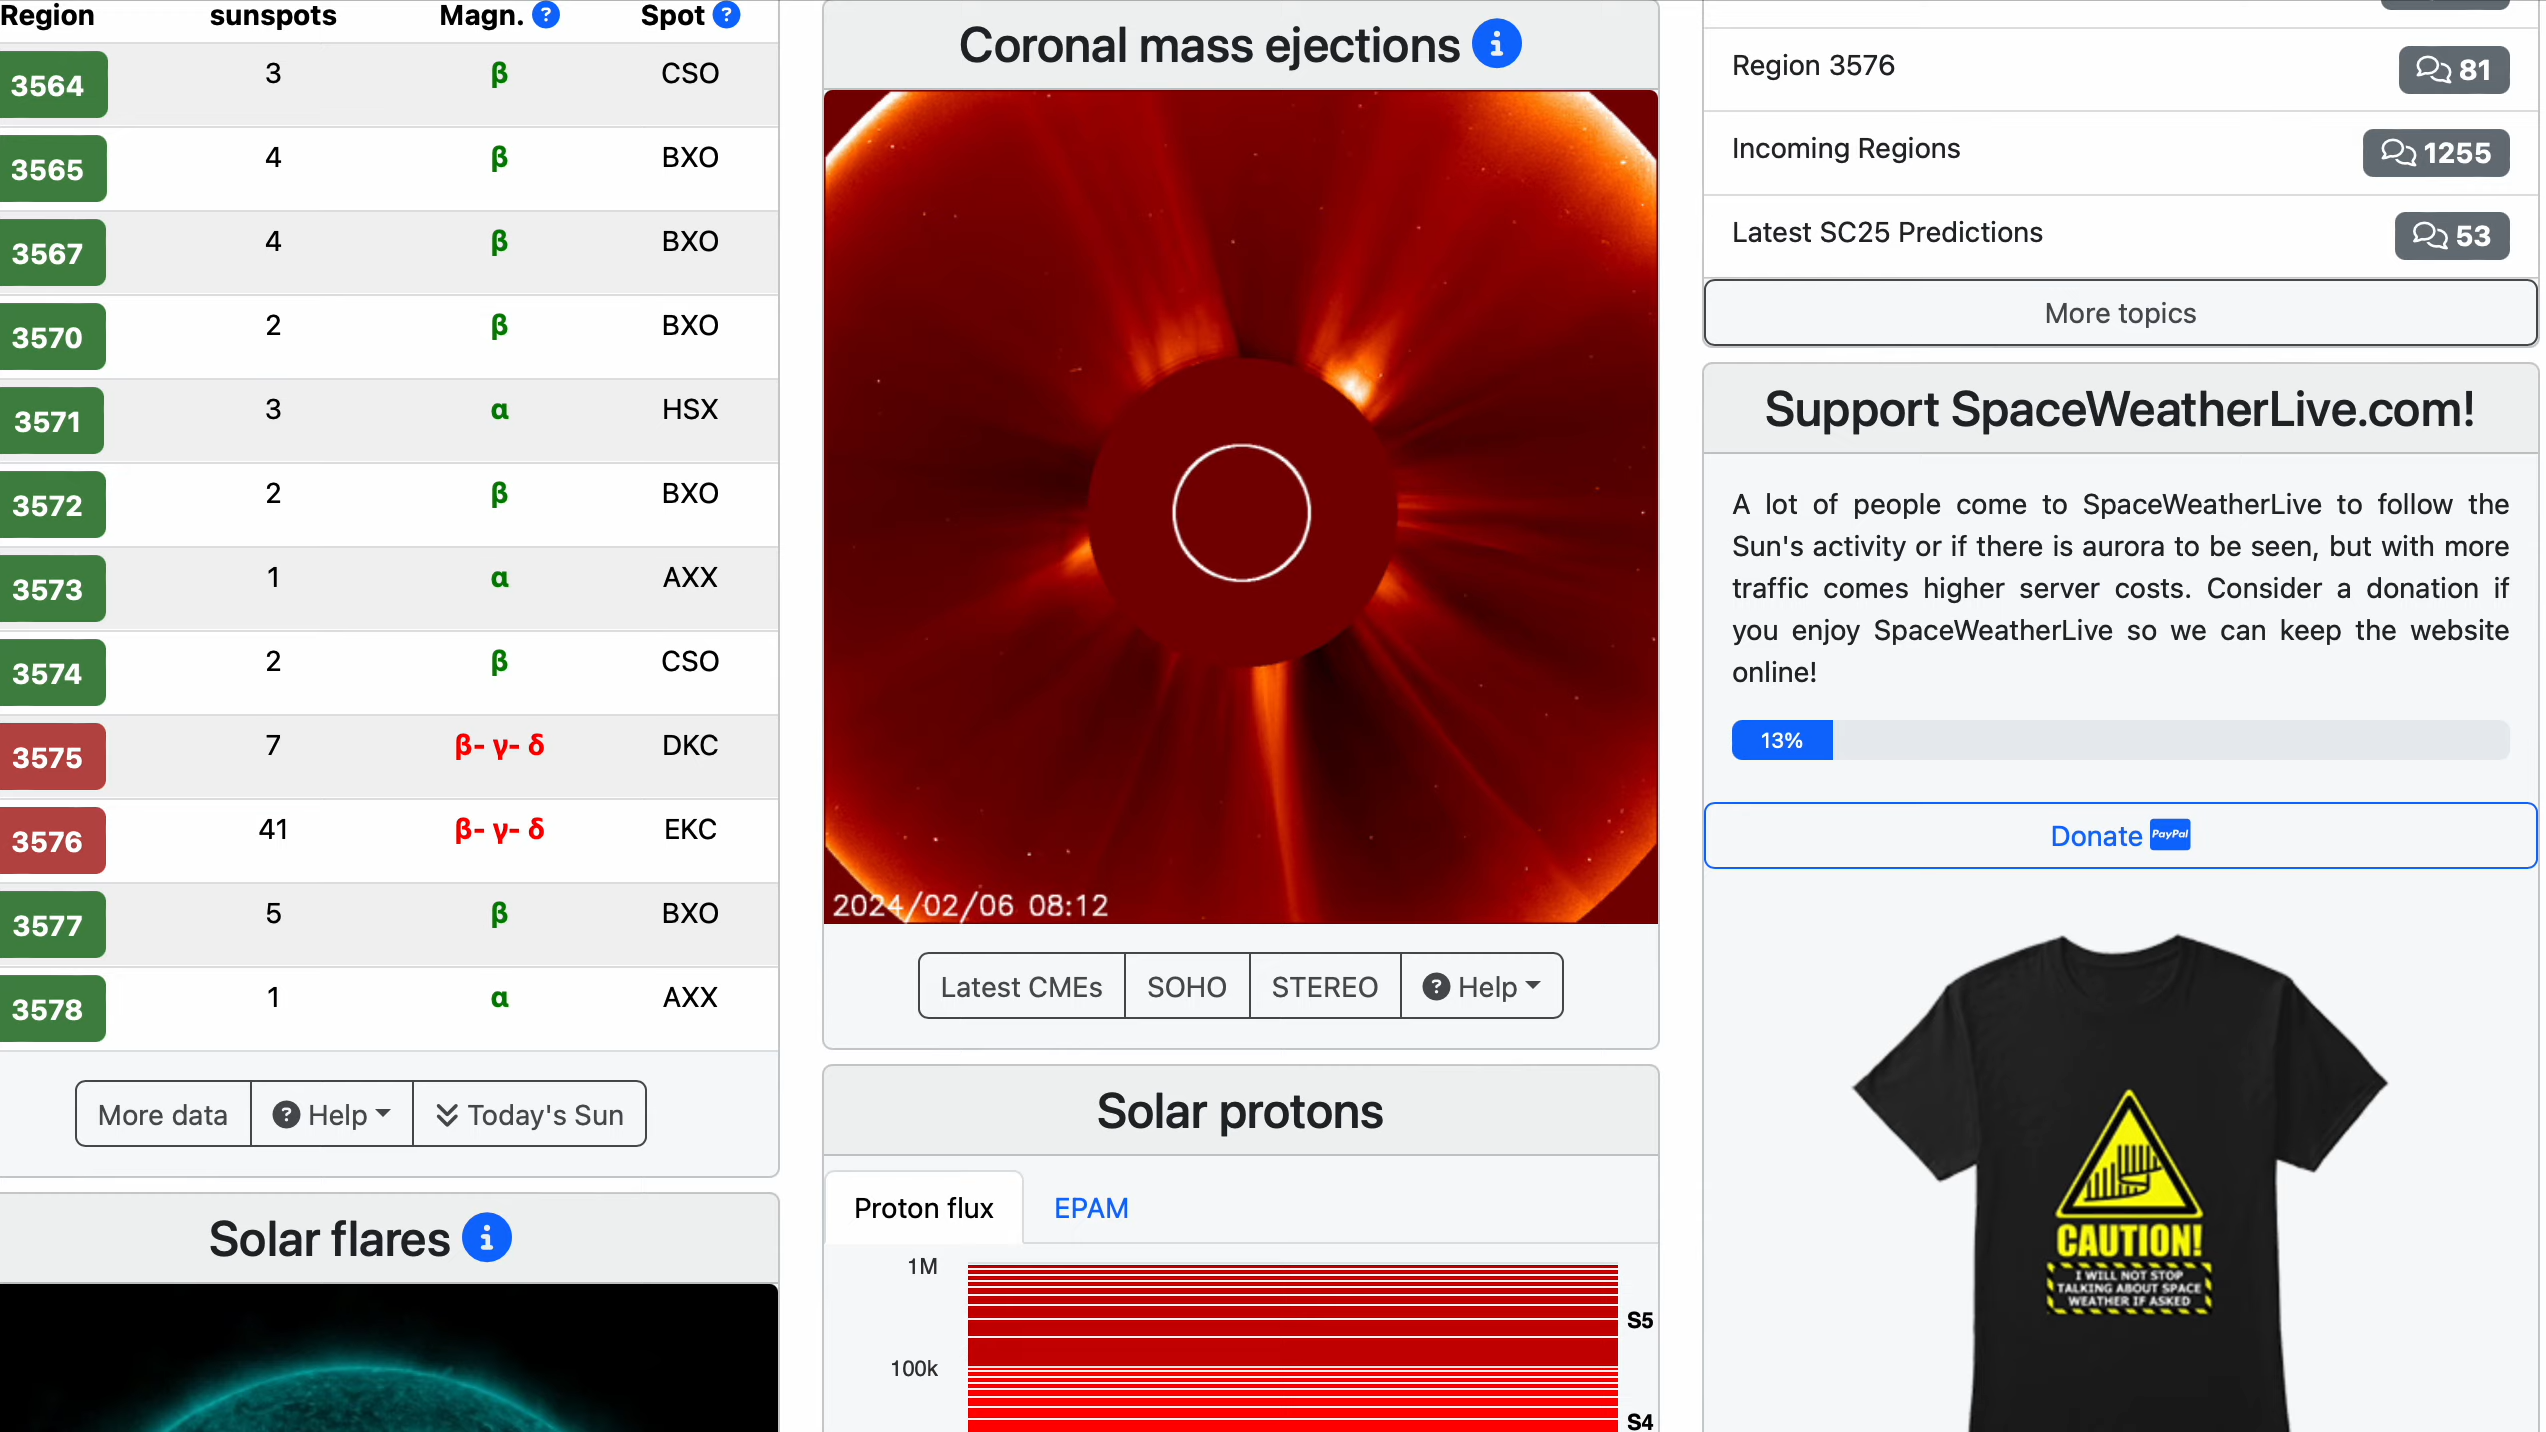 Region sunspots Magn. ? Spot ?
3564 3 β CSO
3565 4 β BXO
3567 4 β BXO
3570 2 β BXO
3571 3 α HSX
3572 2 β BXO
3573 1 α AXX
3574 2 β CSO
3575 7 β- γ- δ DKC
3576 41 β- γ- δ EKC
3577 5 β BXO
3578 1 α AXX
More data ? Help Today's Sun
Solar flares i
Coronal mass ejections i
2024/02/06 08:12
Latest CMEs SOHO STEREO ? Help
Solar protons
Proton flux EPAM
1M
S5
100k
S4
Region 3576 81
Incoming Regions 1255
Latest SC25 Predictions 53
More topics
Support SpaceWeatherLive.com!
A lot of people come to SpaceWeatherLive to follow the
Sun's activity or if there is aurora to be seen, but with more
traffic comes higher server costs. Consider a donation if
you enjoy SpaceWeatherLive so we can keep the website
online!
13%
Donate PayPal
CAUTION!
I WILL NOT STOP
TALKING ABOUT SPACE
WEATHER IF ASKED